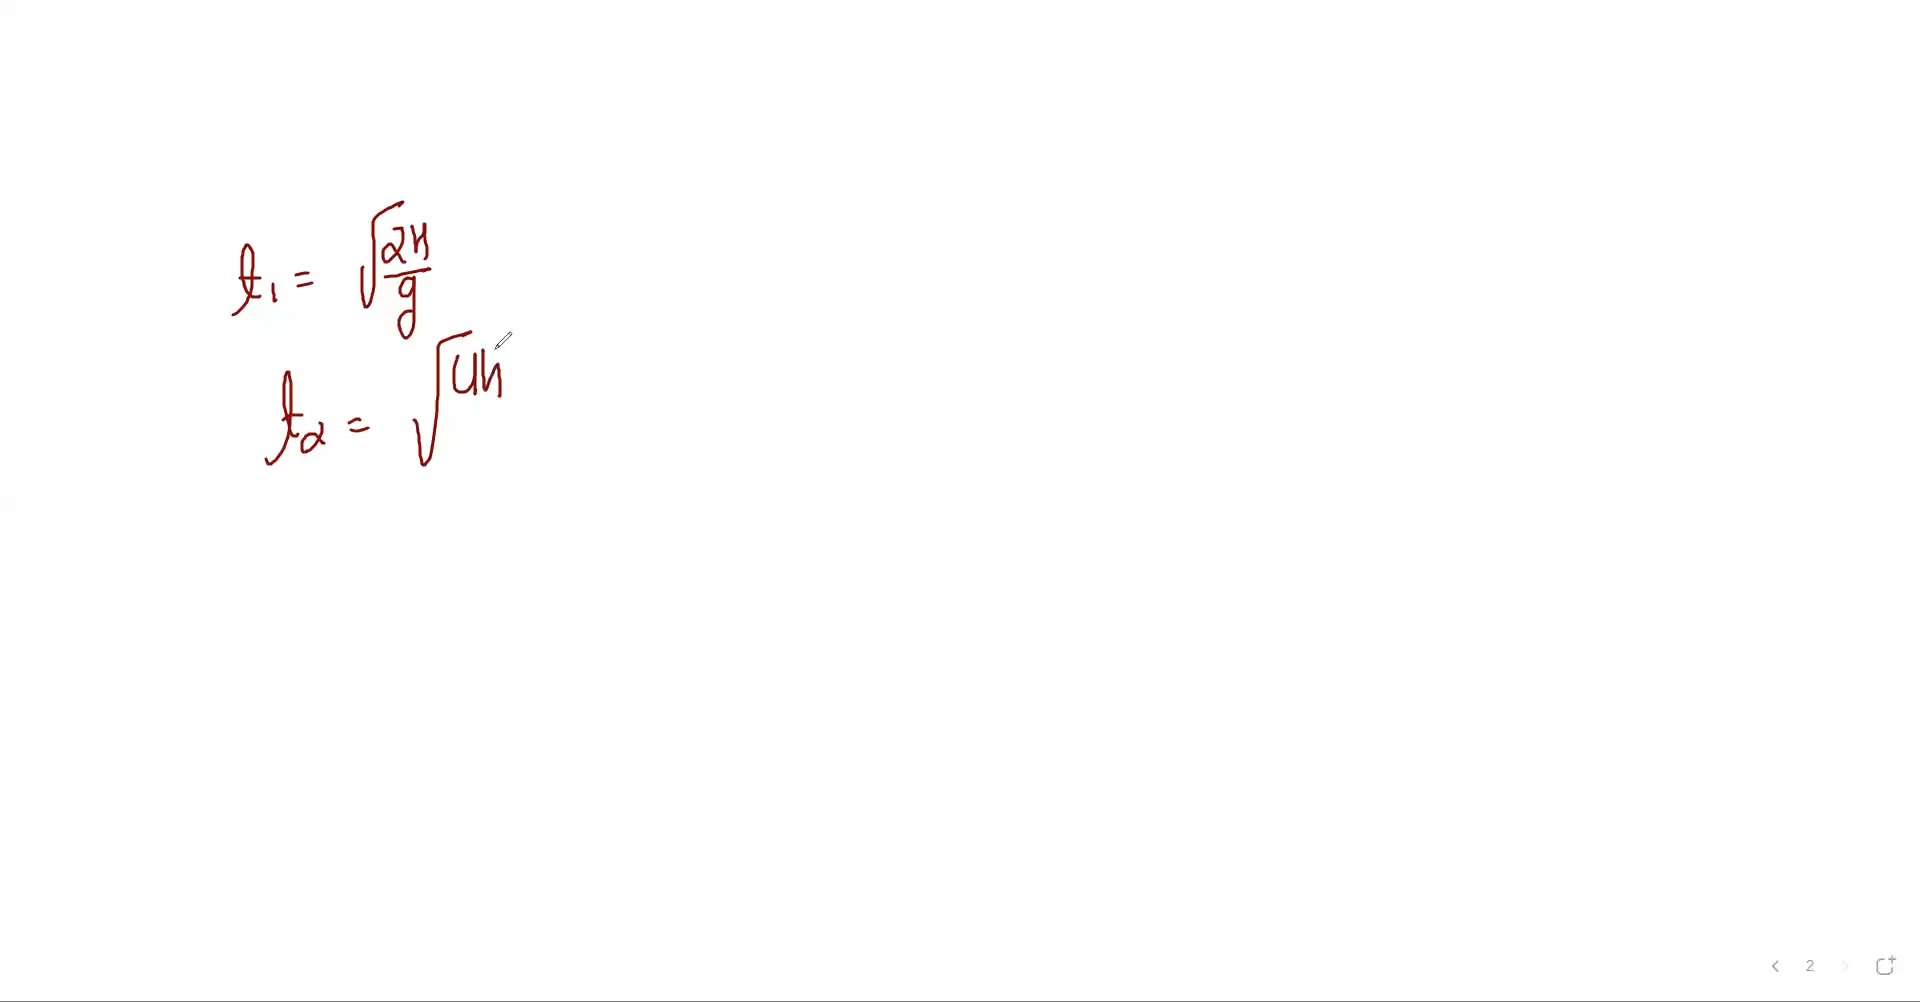 t₁ = √(2h/g)
t₂ = √(4h
2